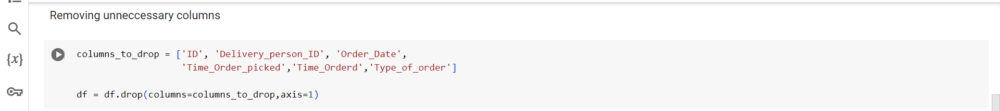 Removing unneccessary columns
{x}
columns_to_drop = ['ID', 'Delivery_person_ID', 'Order_Date',
'Time_Order_picked','Time_Orderd','Type_of_order']
df = df.drop(columns=columns_to_drop,axis=1)